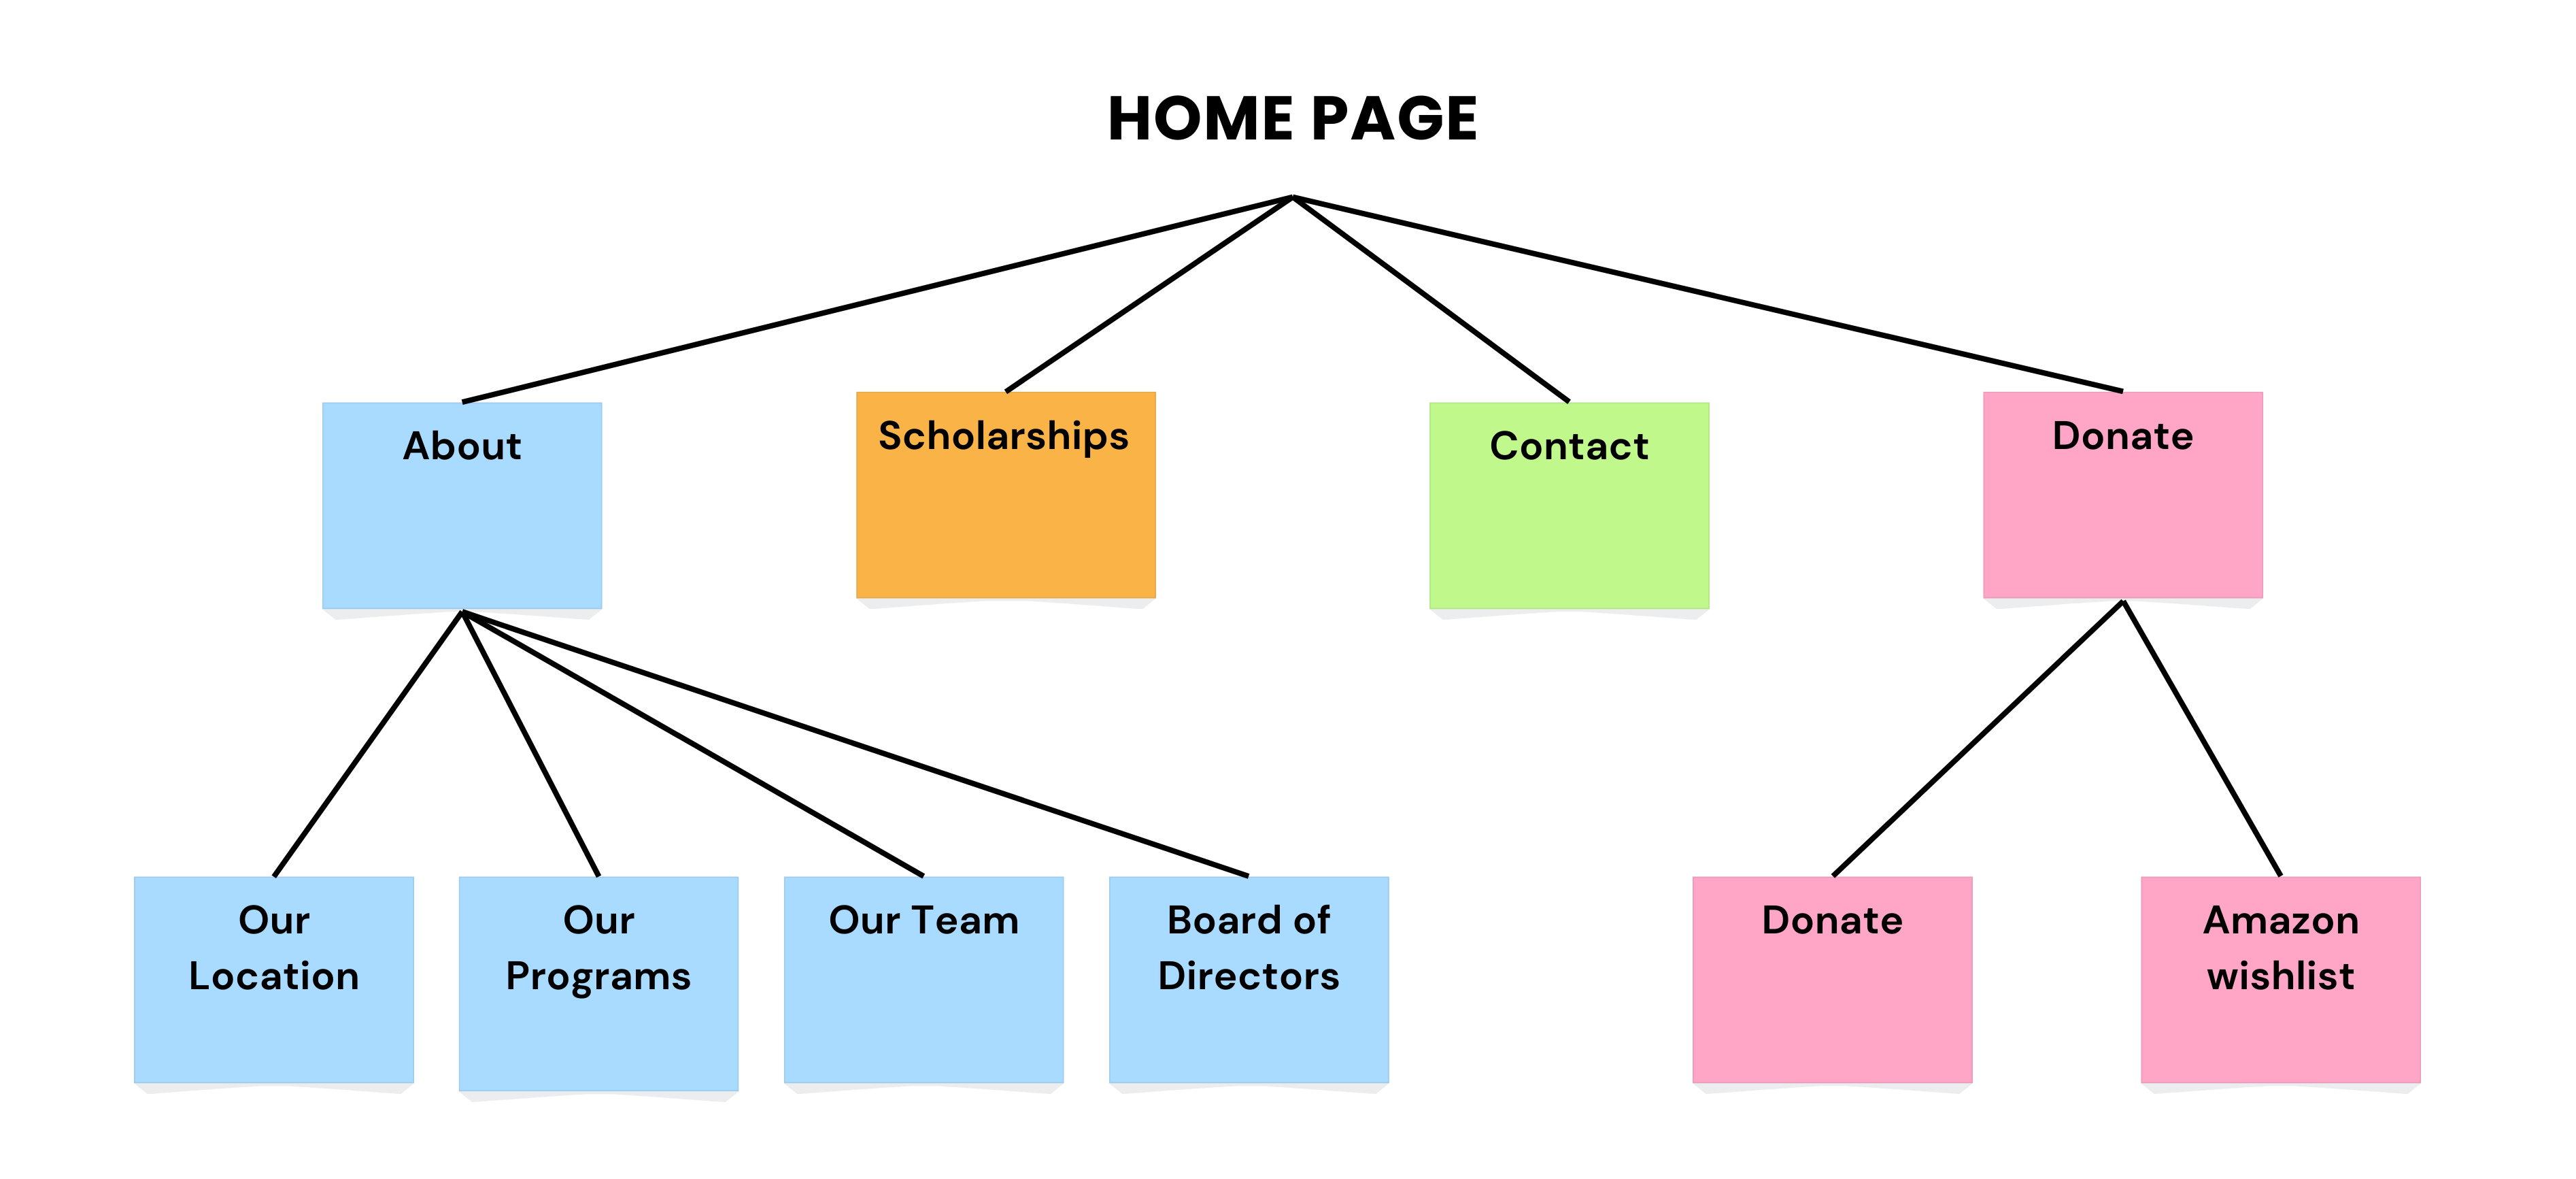 HOME PAGE
About
Scholarships
Contact
Donate
Our
Location
Our
Programs
Our Team
Board of
Directors
Donate
Amazon
wishlist